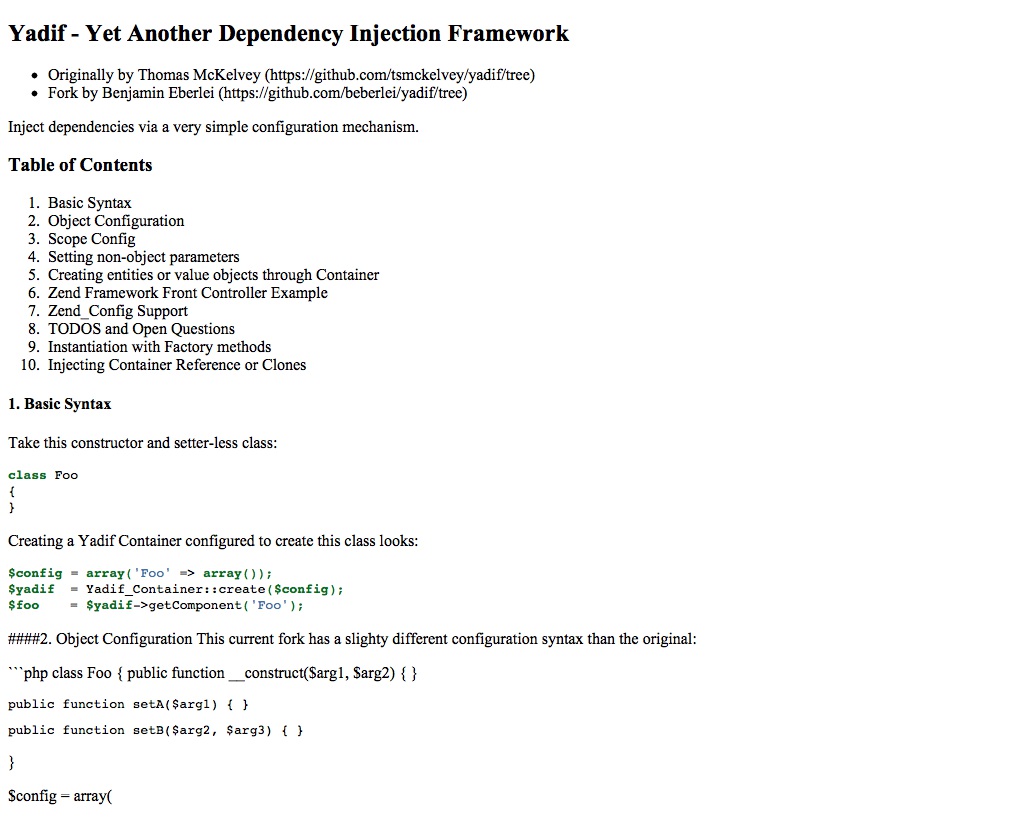 Yadif - Yet Another Dependency Injection Framework
• Originally by Thomas McKelvey (https://github.com/tsmckelvey/yadif/tree)
• Fork by Benjamin Eberlei (https://github.com/beberlei/yadif/tree)
Inject dependencies via a very simple configuration mechanism.
Table of Contents
1. Basic Syntax
2. Object Configuration
3. Scope Config
4. Setting non-object parameters
5. Creating entities or value objects through Container
6. Zend Framework Front Controller Example
7. Zend_Config Support
8. TODOS and Open Questions
9. Instantiation with Factory methods
10. Injecting Container Reference or Clones
1. Basic Syntax
Take this constructor and setter-less class:
class Foo
{
}
Creating a Yadif Container configured to create this class looks:
$config = array('Foo' => array());
$yadif  = Yadif_Container::create($config);
$foo    = $yadif->getComponent('Foo');
####2. Object Configuration This current fork has a slighty different configuration syntax than the original:
```php class Foo { public function __construct($arg1, $arg2) { }
public function setA($arg1) { }
public function setB($arg2, $arg3) { }
}
$config = array(